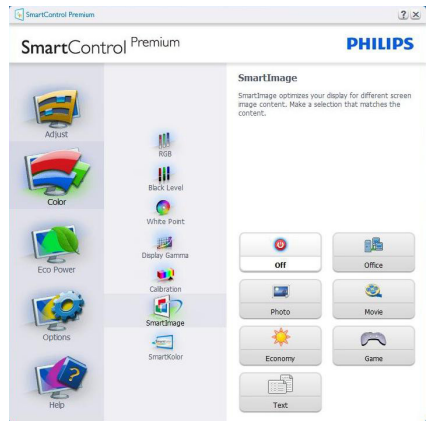 SmartControl Premium
SmartControl Premium
PHILIPS
Adjust
Color
Eco Power
Options
Help
RGB
Black Level
White Point
Display Gamma
Calibration
SmartImage
SmartKolor
SmartImage
SmartImage optimizes your display for different screen
image content. Make a selection that matches the
content.
Off
Office
Photo
Movie
Economy
Game
Text